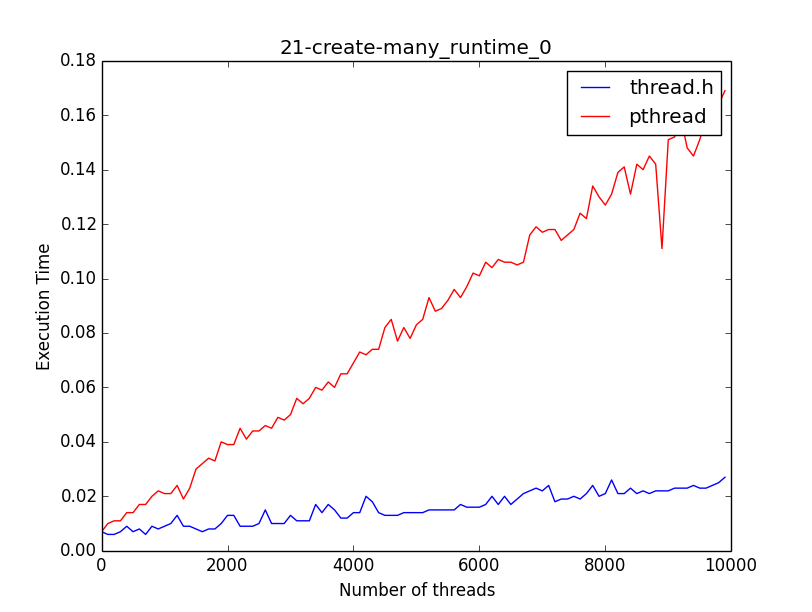 21-create-many_runtime_0
thread.h
pthread
0.18
0.16
0.14
0.12
0.10
0.08
0.06
0.04
0.02
0.00
Execution Time
0 2000 4000 6000 8000 10000
Number of threads